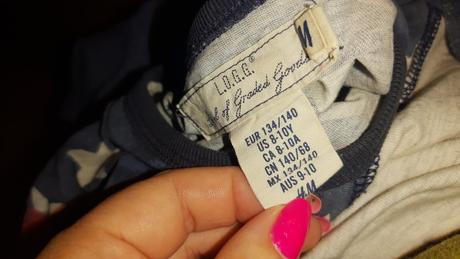 L.O.G.G.®
of Graded Goods
EUR 134/140
US 8-10Y
CA 8-10A
CN 140/68
MX 134/140
AUS 9-10
H&M